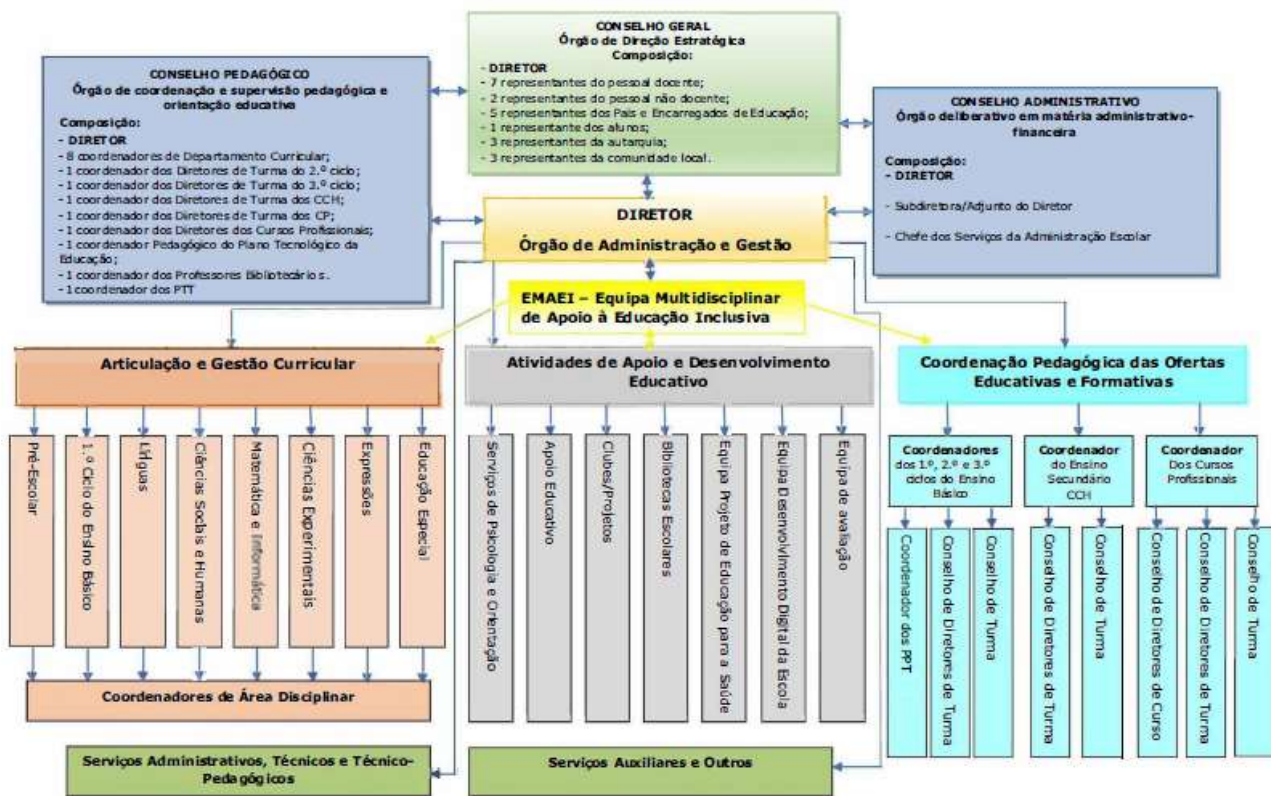 CONSELHO GERAL
Órgão de Direção Estratégica
Composição:
- DIRETOR
- 7 representantes do pessoal docente;
- 2 representantes do pessoal não docente;
- 5 representantes dos Pais e Encarregados de Educação;
- 1 representante dos alunos;
- 3 representantes da autarquia;
- 3 representantes da comunidade local.
CONSELHO PEDAGÓGICO
Órgão de coordenação e supervisão pedagógica e
orientação educativa
Composição:
- DIRETOR
- 8 coordenadores de Departamento Curricular;
- 1 coordenador dos Diretores de Turma do 2.º ciclo;
- 1 coordenador dos Diretores de Turma do 3.º ciclo;
- 1 coordenador dos Diretores de Turma dos CCH;
- 1 coordenador dos Diretores de Turma dos CP;
- 1 coordenador dos Diretores dos Cursos Profissionais;
- 1 coordenador Pedagógico do Plano Tecnológico da
Educação;
- 1 coordenador dos Professores Bibliotecários.
- 1 coordenador dos PTT
CONSELHO ADMINISTRATIVO
Órgão deliberativo em matéria administrativo-
financeira
Composição:
- DIRETOR
- Subdiretora/Adjunto do Diretor
- Chefe dos Serviços da Administração Escolar
DIRETOR
Órgão de Administração e Gestão
EMAEI – Equipa Multidisciplinar
de Apoio à Educação Inclusiva
Articulação e Gestão Curricular
Pré-Escolar
1.º Ciclo do Ensino Básico
Línguas
Ciências Sociais e Humanas
Matemática e Informática
Ciências Experimentais
Expressões
Educação Especial
Coordenadores de Área Disciplinar
Atividades de Apoio e Desenvolvimento
Educativo
Serviços de Psicologia e Orientação
Apoio Educativo
Clubes/Projetos
Bibliotecas Escolares
Equipa Projeto de Educação para a Saúde
Equipa Desenvolvimento Digital da Escola
Equipa de avaliação
Coordenação Pedagógica das Ofertas
Educativas e Formativas
Coordenadores
dos 1.º, 2.º e 3.º
ciclos do Ensino
Básico
Coordenador
do Ensino
Secundário
CCH
Coordenador
Dos Cursos
Profissionais
Coordenador dos PPT
Conselho de Diretores de Turma
Conselho de Turma
Conselho de Diretores de Turma
Conselho de Turma
Conselho de Diretores de Curso
Conselho de Diretores de Turma
Conselho de Turma
Serviços Administrativos, Técnicos e Técnico-
Pedagógicos
Serviços Auxiliares e Outros